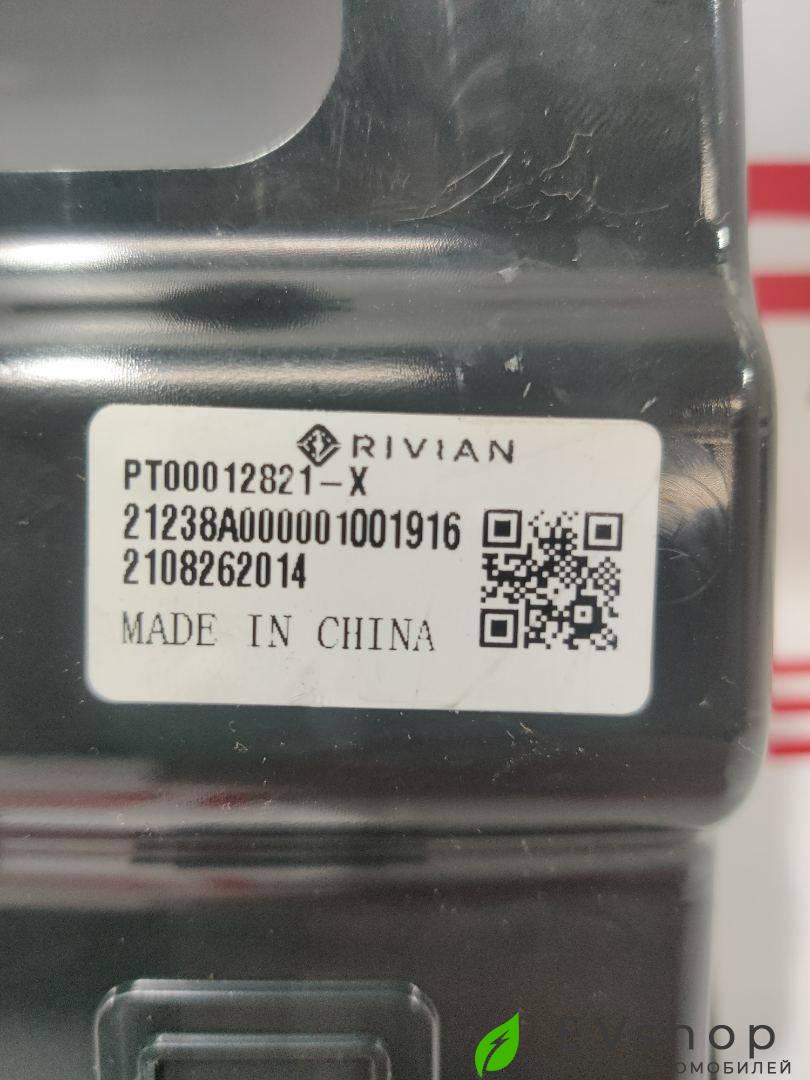 RIVIAN
PT00012821-X
21238A000001001916
2108262014
MADE IN CHINA